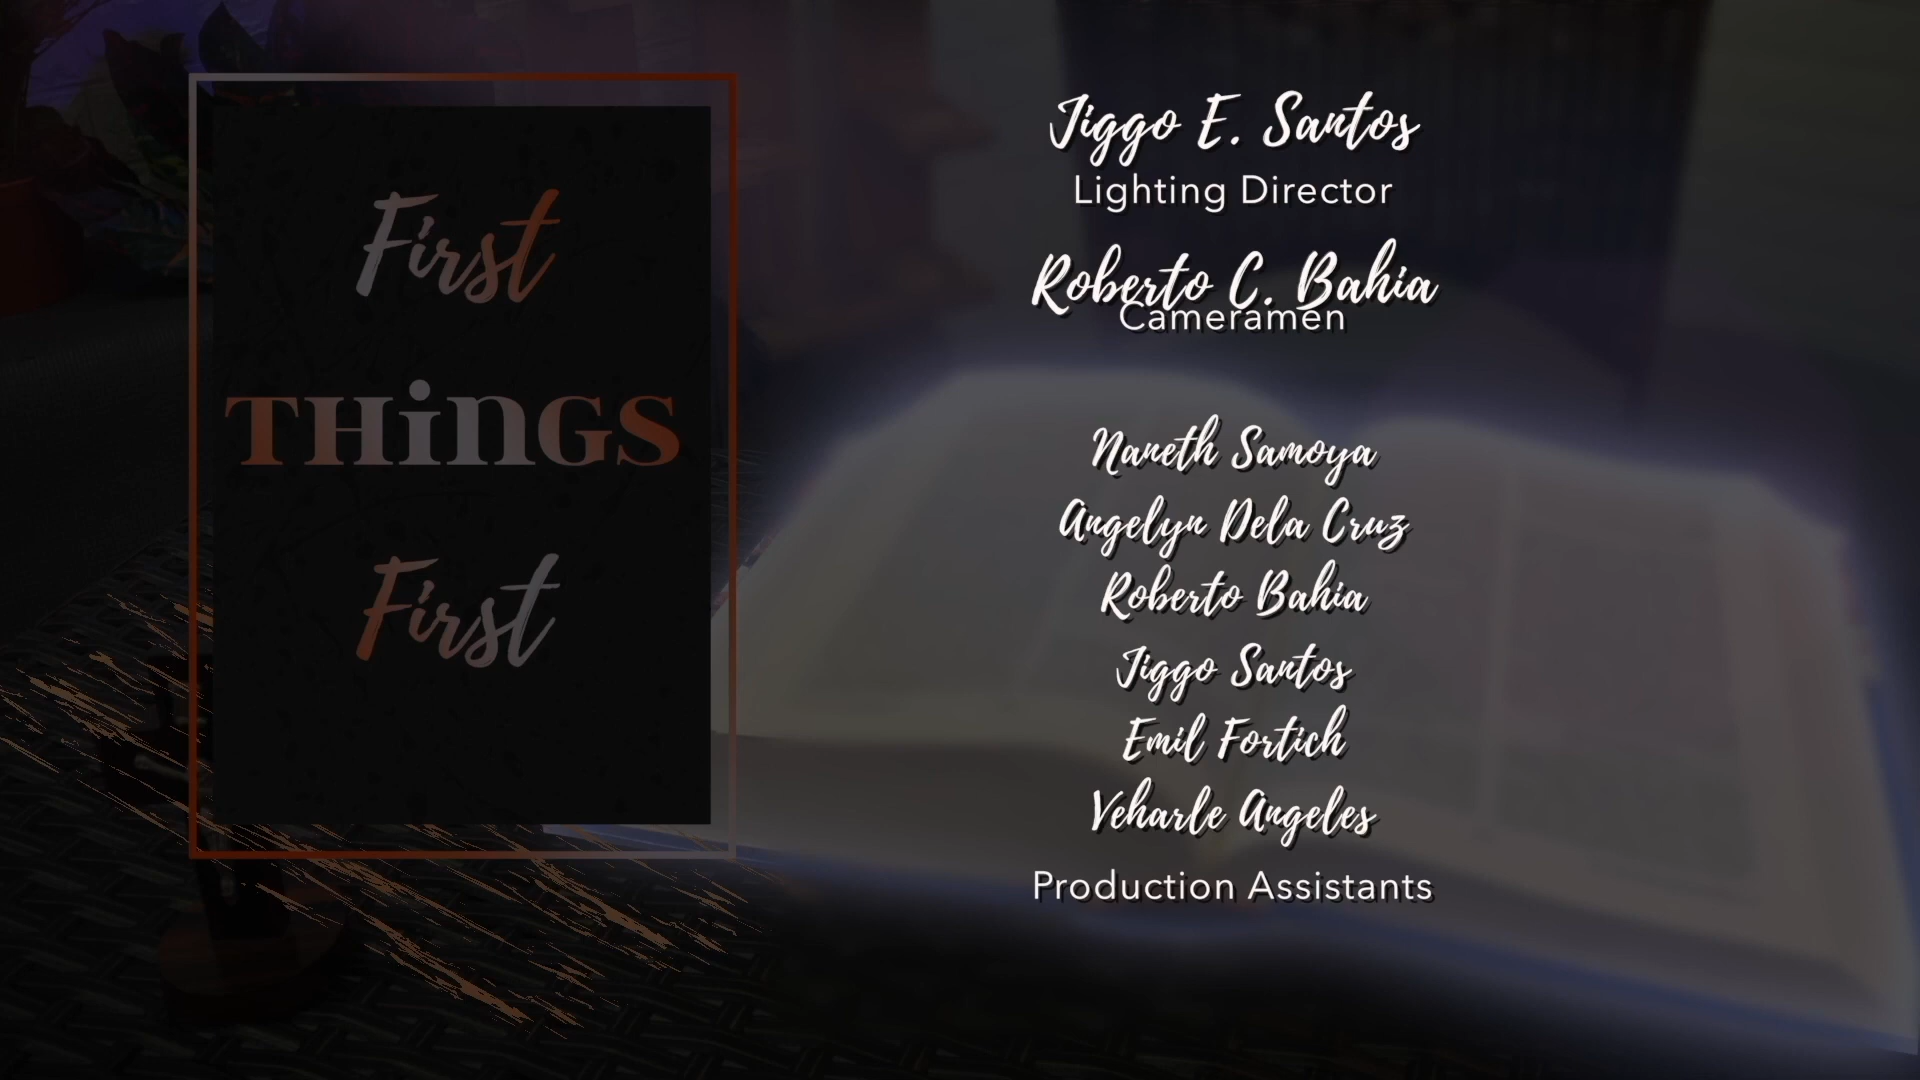 First
THiNGS
First
Jiggo E. Santos
Lighting Director
Roberto C. Bahia
Cameramen
Naneth Samoya
Angelyn Dela Cruz
Roberto Bahia
Jiggo Santos
Emil Fortich
Veharle Angeles
Production Assistants